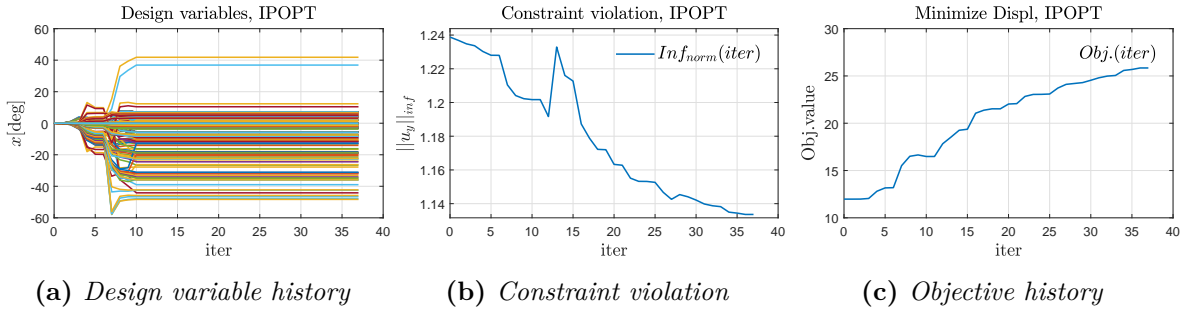 Design variables, IPOPT
60
40
20
0
-20
-40
-60
x[deg]
0 5 10 15 20 25 30 35 40
iter
(a) Design variable history
Constraint violation, IPOPT
1.24
1.22
1.2
1.18
1.16
1.14
||u_y||_inf
Inf_norm(iter)
0 5 10 15 20 25 30 35 40
iter
(b) Constraint violation
Minimize Displ, IPOPT
30
25
20
15
10
Obj.value
Obj.(iter)
0 5 10 15 20 25 30 35 40
iter
(c) Objective history